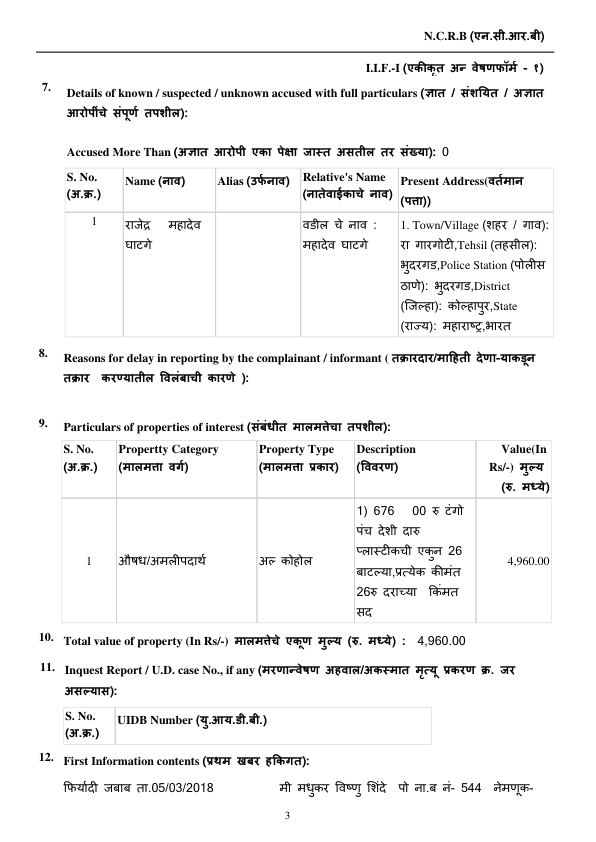 N.C.R.B (एन.सी.आर.बी)
I.I.F.-I (एकीकृत अन्वेषण फॉर्म - १)
7. Details of known / suspected / unknown accused with full particulars (ज्ञात / संशयित / अज्ञात
आरोपींचे संपूर्ण तपशील):
Accused More Than (अज्ञात आरोपी एका पेक्षा जास्त असतील तर संख्या): 0
S. No. (अ.क्र.) Name (नाव) Alias (उर्फनाव) Relative's Name (नातेवाईकाचे नाव) Present Address(वर्तमान (पत्ता))
1 राजेद्र महादेव घाटगे वडील चे नाव : महादेव घाटगे 1. Town/Village (शहर / गाव):
रा गारगोटी,Tehsil (तहसील):
भुदरगड,Police Station (पोलीस
ठाणे): भुदरगड,District
(जिल्हा): कोल्हापुर,State
(राज्य): महाराष्ट्र,भारत
8. Reasons for delay in reporting by the complainant / informant ( तक्रारदार/माहिती देणा-याकडून
तक्रार करण्यातील विलंबाची कारणे ):
9. Particulars of properties of interest (संबंधीत मालमत्तेचा तपशील):
S. No. (अ.क्र.) Propertty Category (मालमत्ता वर्ग) Property Type (मालमत्ता प्रकार) Description (विवरण) Value(In Rs/-) मुल्य (रु. मध्ये)
1 औषध/अमलीपदार्थ अल्कोहोल 1) 676 00 रु टंगो
पंच देशी दारु
प्लास्टीकची एकुन 26
बाटल्या,प्रत्येक कीमंत
26रु दराच्या किंमत
सद
4,960.00
10. Total value of property (In Rs/-) मालमत्तेचे एकूण मुल्य (रु. मध्ये) : 4,960.00
11. Inquest Report / U.D. case No., if any (मरणान्वेषण अहवाल/अकस्मात मृत्यू प्रकरण क्र. जर
असल्यास):
S. No. (अ.क्र.) UIDB Number (यु.आय.डी.बी.)
12. First Information contents (प्रथम खबर हकिगत):
फिर्यादी जबाब ता.05/03/2018 मी मधुकर विष्णु शिंदे पो ना.ब नं- 544 नेमणूक-
3